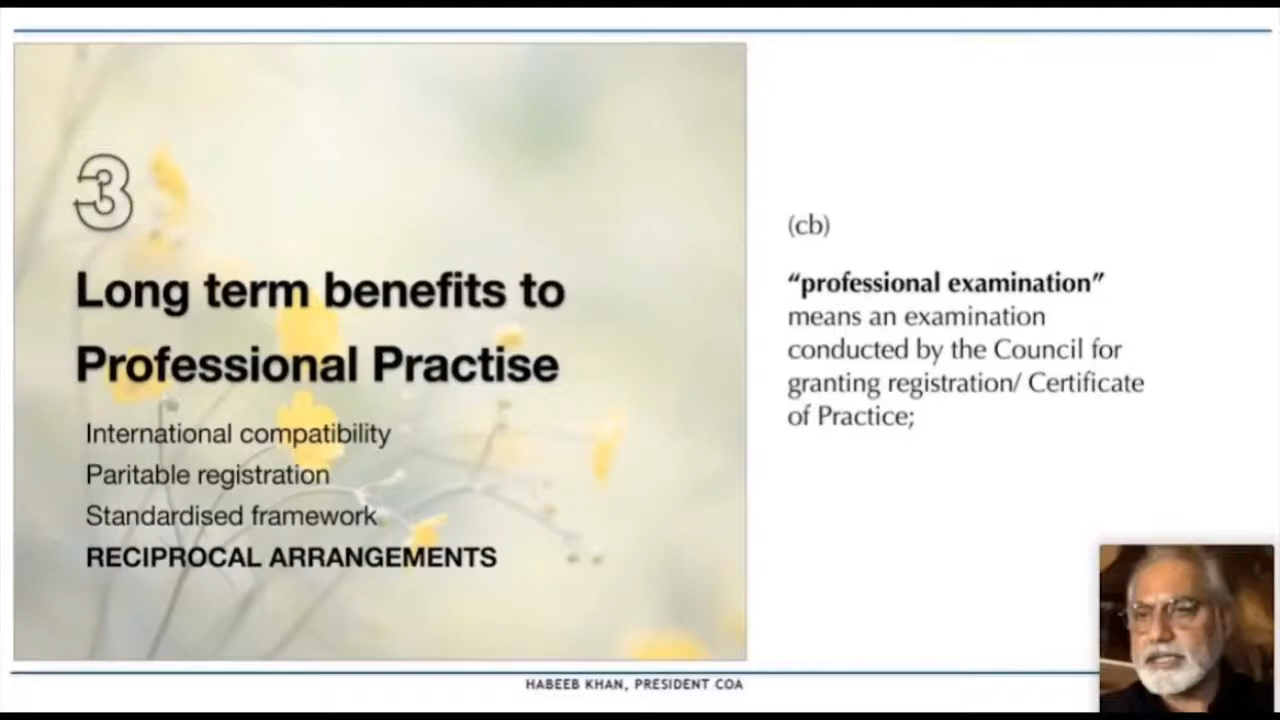 3
Long term benefits to
Professional Practise
International compatibility
Paritable registration
Standardised framework
RECIPROCAL ARRANGEMENTS
(cb)
“professional examination”
means an examination
conducted by the Council for
granting registration/ Certificate
of Practice;
HABEEB KHAN, PRESIDENT COA